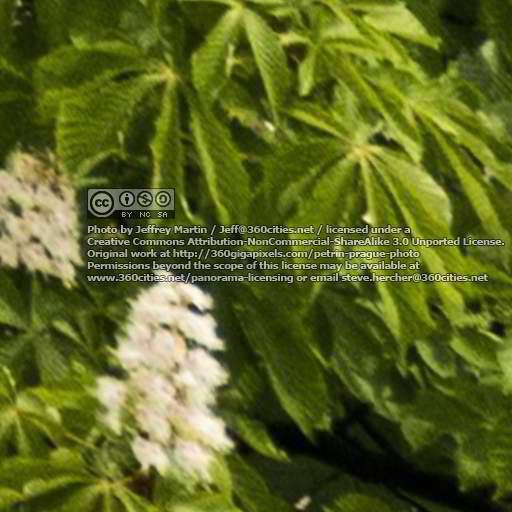 cc
BY NC SA
Photo by Jeffrey Martin / Jeff@360cities.net / licensed under a
Creative Commons Attribution-NonCommercial-ShareAlike 3.0 Unported License.
Original work at http://360gigapixels.com/petrin-prague-photo
Permissions beyond the scope of this license may be available at
www.360cities.net/panorama-licensing or email steve.hercher@360cities.net